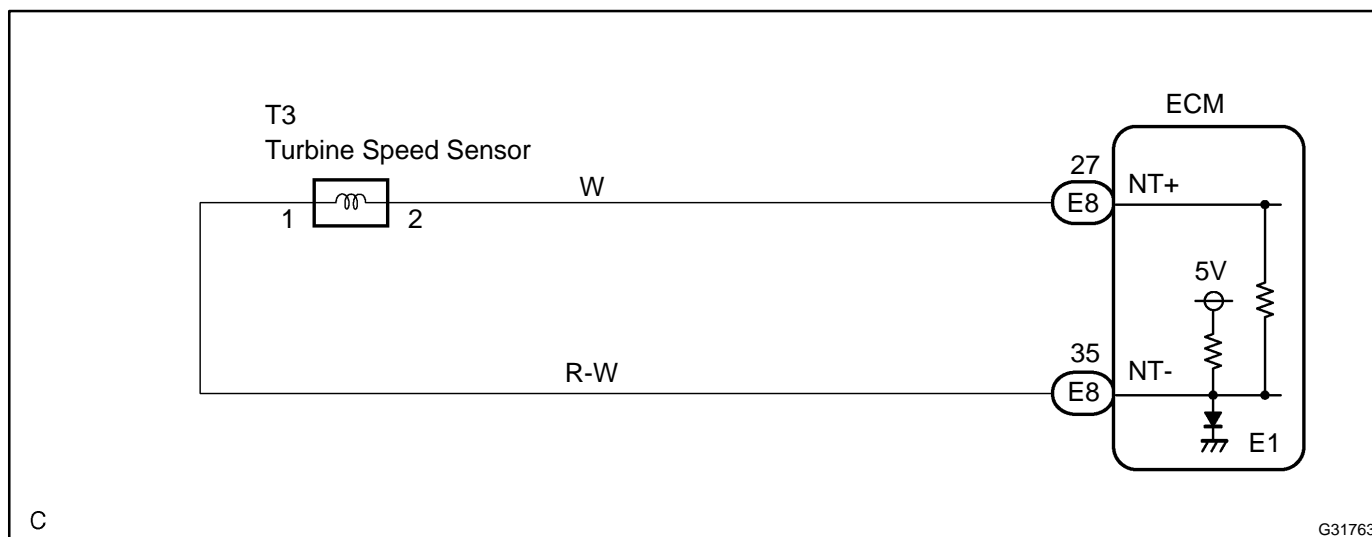 ECM
T3
Turbine Speed Sensor
1
2
W
27
E8
NT+
5V
R-W
35
E8
NT-
E1
C
G31763